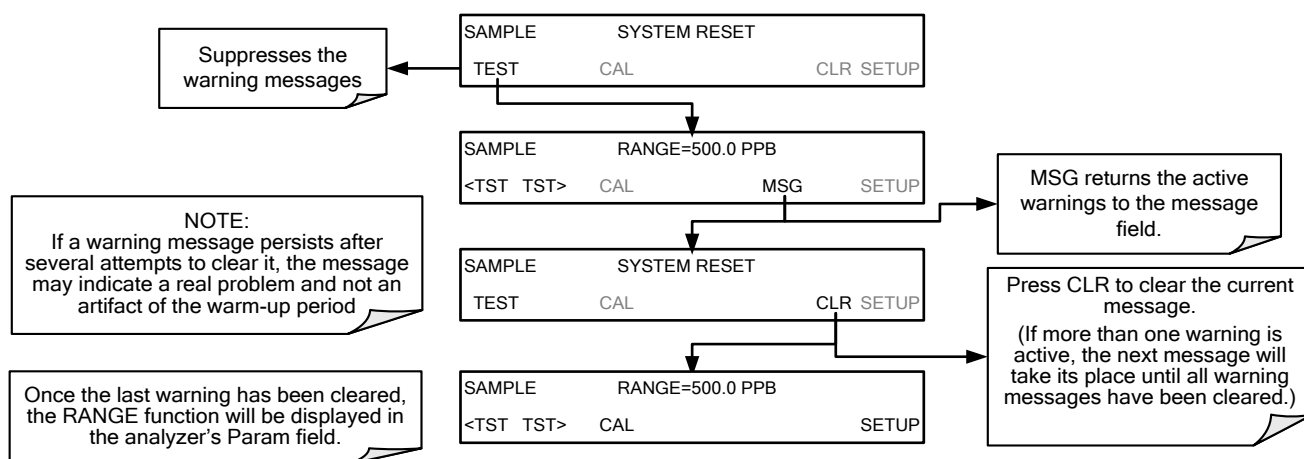 Suppresses the
warning messages
SAMPLE SYSTEM RESET
TEST CAL CLR SETUP
SAMPLE RANGE=500.0 PPB
<TST TST> CAL MSG SETUP
MSG returns the active
warnings to the message
field.
NOTE:
If a warning message persists after
several attempts to clear it, the message
may indicate a real problem and not an
artifact of the warm-up period
SAMPLE SYSTEM RESET
TEST CAL CLR SETUP
Press CLR to clear the current
message.
(If more than one warning is
active, the next message will
take its place until all warning
messages have been cleared.)
Once the last warning has been cleared,
the RANGE function will be displayed in
the analyzer's Param field.
SAMPLE RANGE=500.0 PPB
<TST TST> CAL SETUP